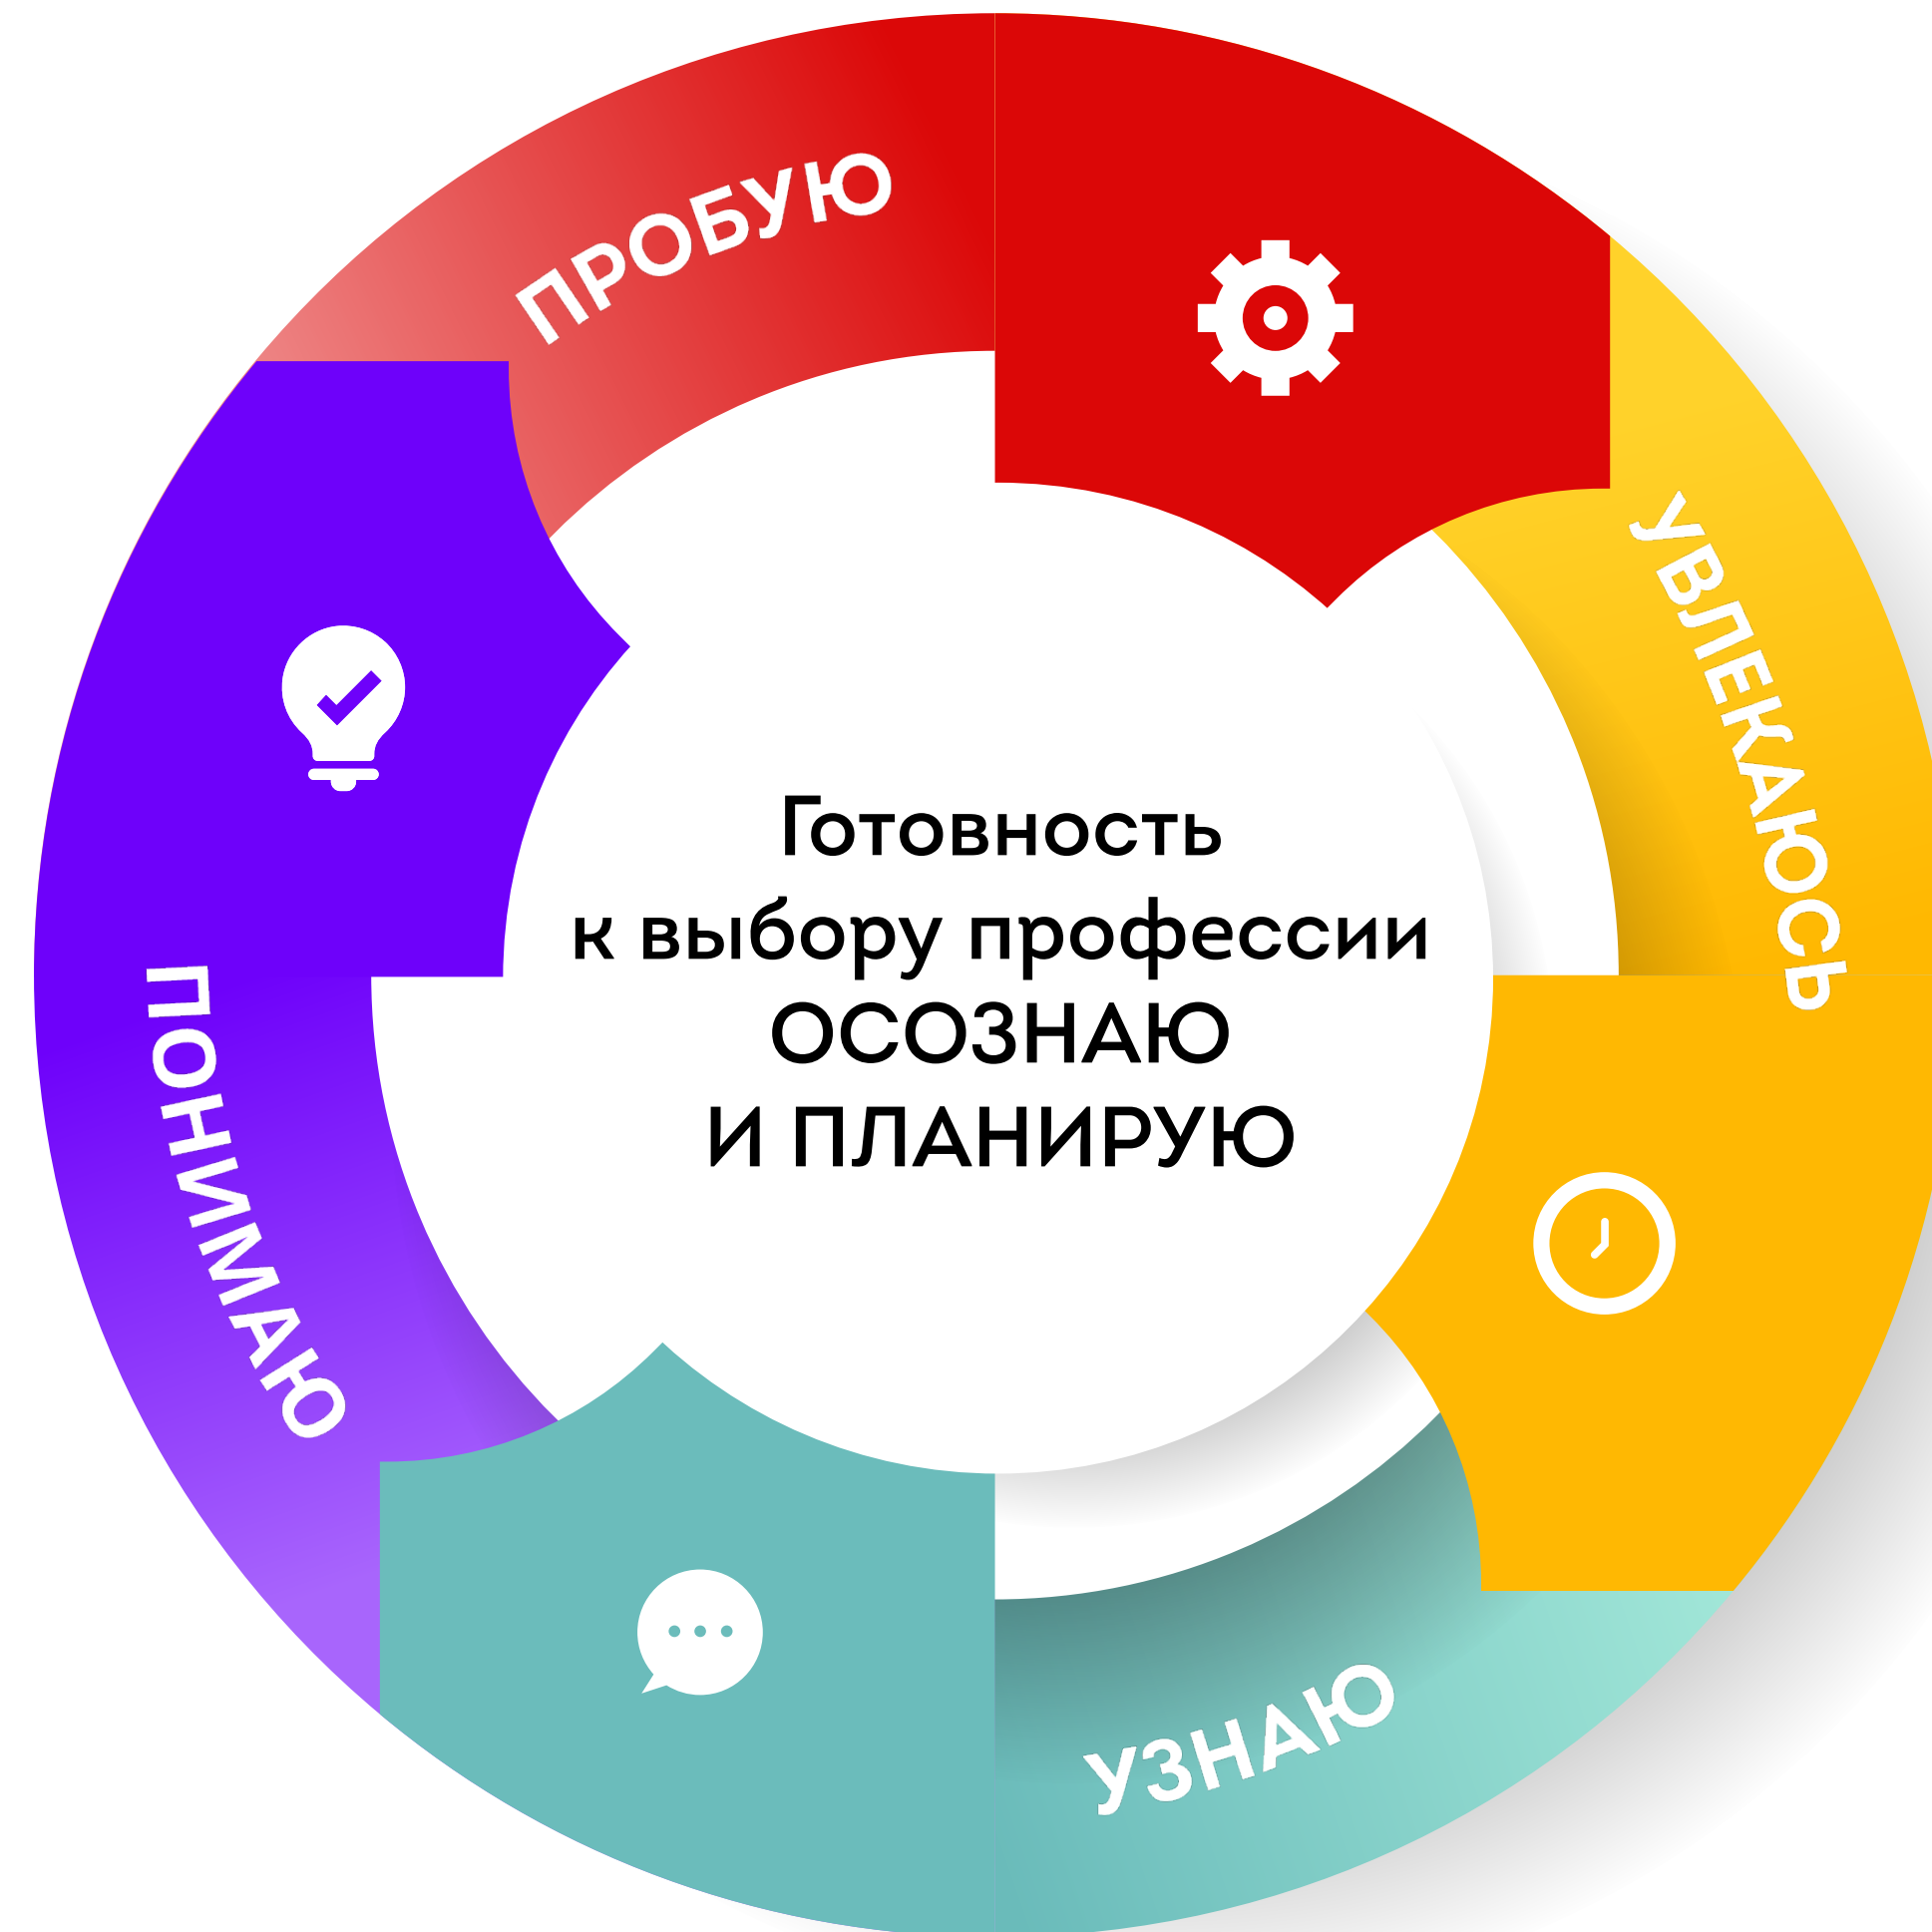 ПРОБУЮ
УВЛЕКАЮСЬ
Готовность
к выбору профессии
ОСОЗНАЮ
И ПЛАНИРУЮ
ПОНИМАЮ
УЗНАЮ